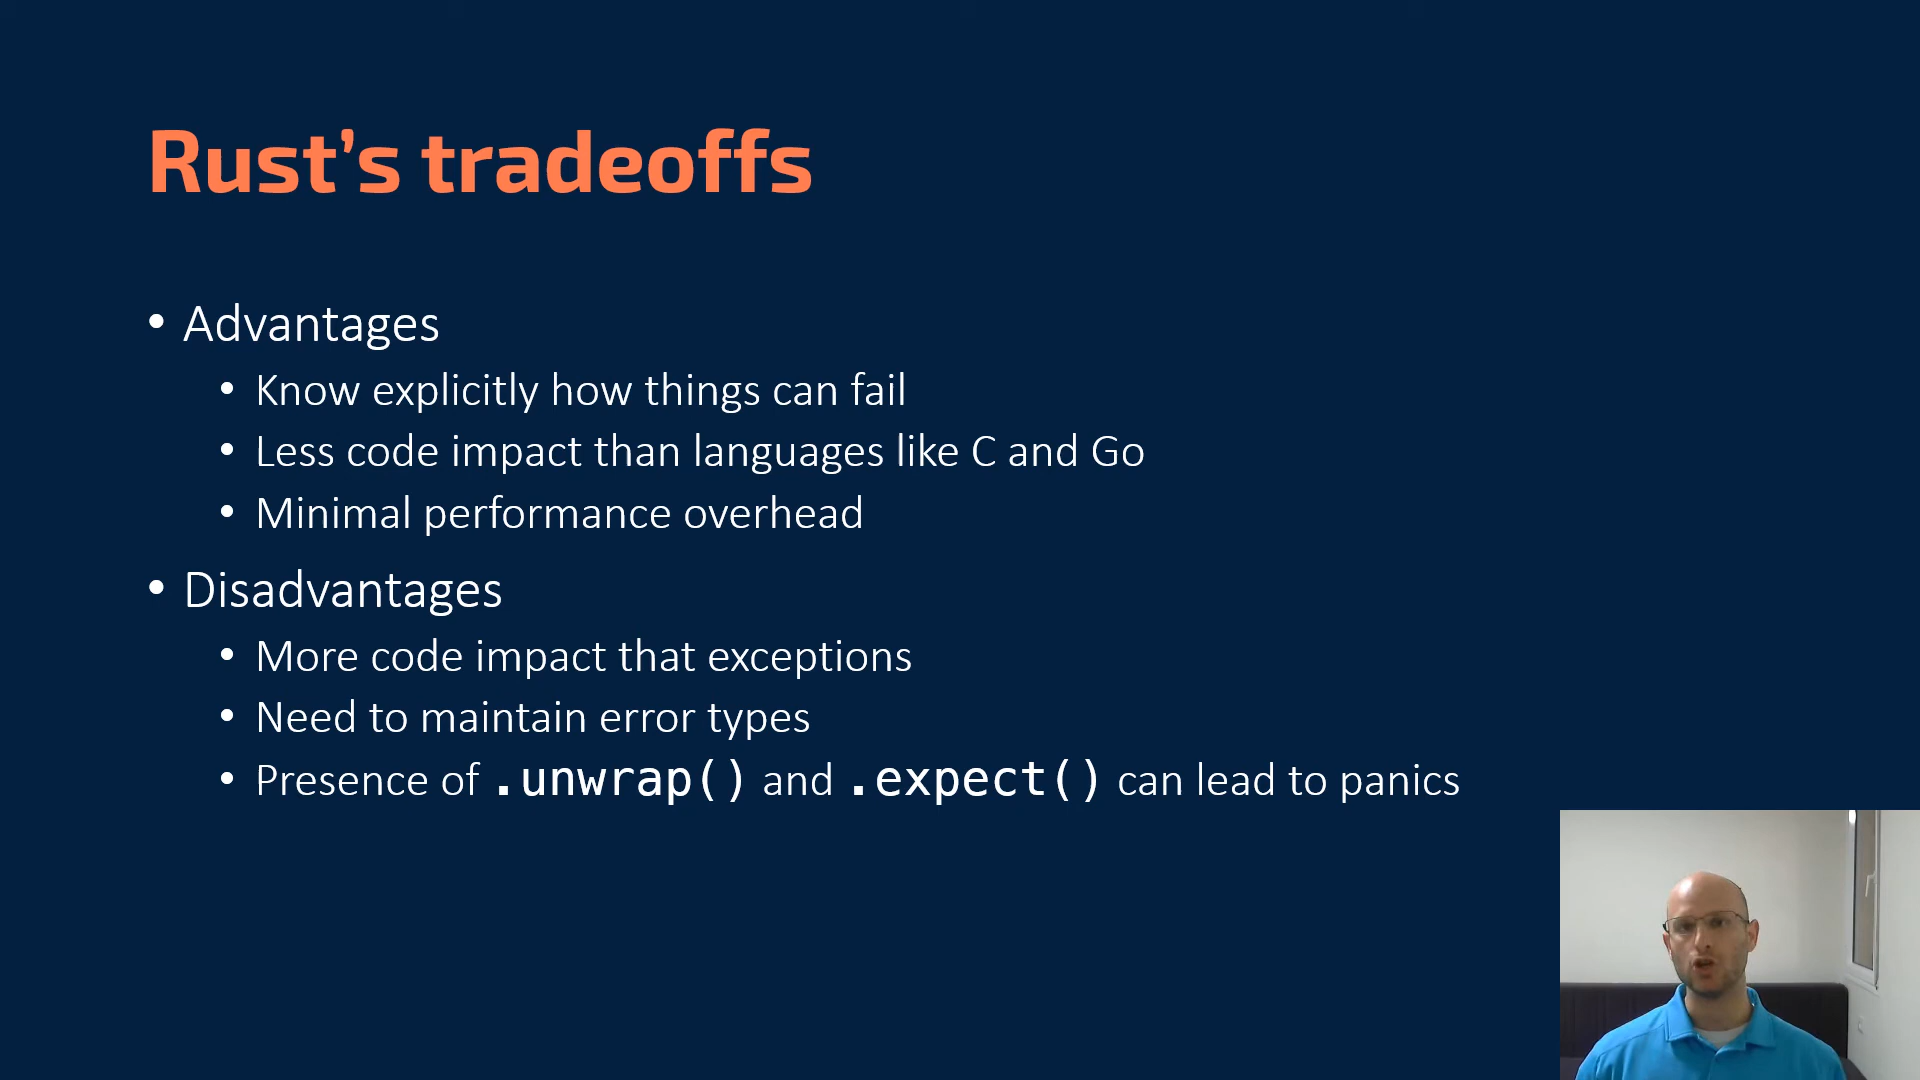 Rust’s tradeoffs
• Advantages
• Know explicitly how things can fail
• Less code impact than languages like C and Go
• Minimal performance overhead
• Disadvantages
• More code impact that exceptions
• Need to maintain error types
• Presence of .unwrap() and .expect() can lead to panics